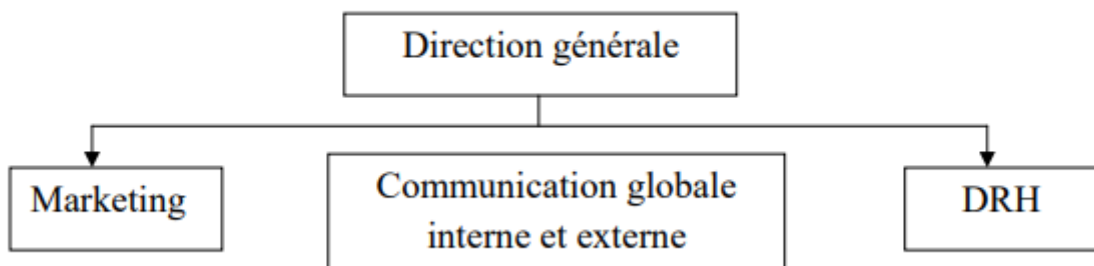 Direction générale
Marketing
Communication globale
interne et externe
DRH